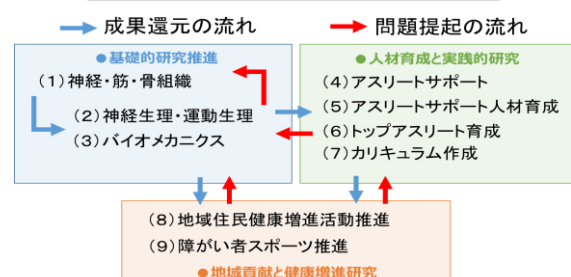 成果還元の流れ
問題提起の流れ
●基礎的研究推進
(1)神経・筋・骨組織
(2)神経生理・運動生理
(3)バイオメカニクス
●人材育成と実践的研究
(4)アスリートサポート
(5)アスリートサポート人材育成
(6)トップアスリート育成
(7)カリキュラム作成
(8)地域住民健康増進活動推進
(9)障がい者スポーツ推進
●地域貢献と健康増進研究